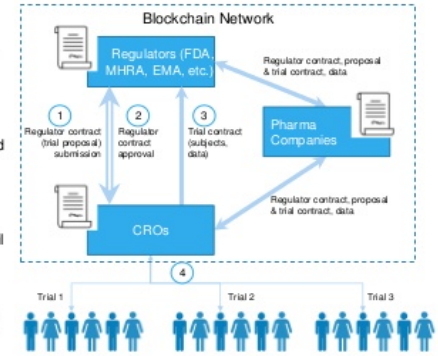 Blockchain Network
Regulators (FDA,
MHRA, EMA, etc.)
Regulator contract, proposal
& trial contract, data
1
2
3
Regulator contract
(trial proposal)
submission
Regulator
contract
approval
Trial contract
(subjects,
data)
Pharma
Companies
Regulator contract, proposal
& trial contract, data
CROs
4
Trial 1
Trial 2
Trial 3